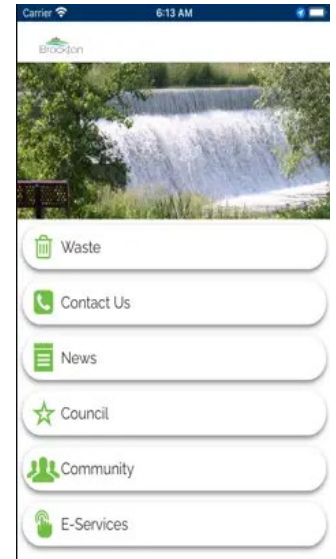 Carrier 6:13 AM
Brockton
Waste
Contact Us
News
Council
Community
E-Services